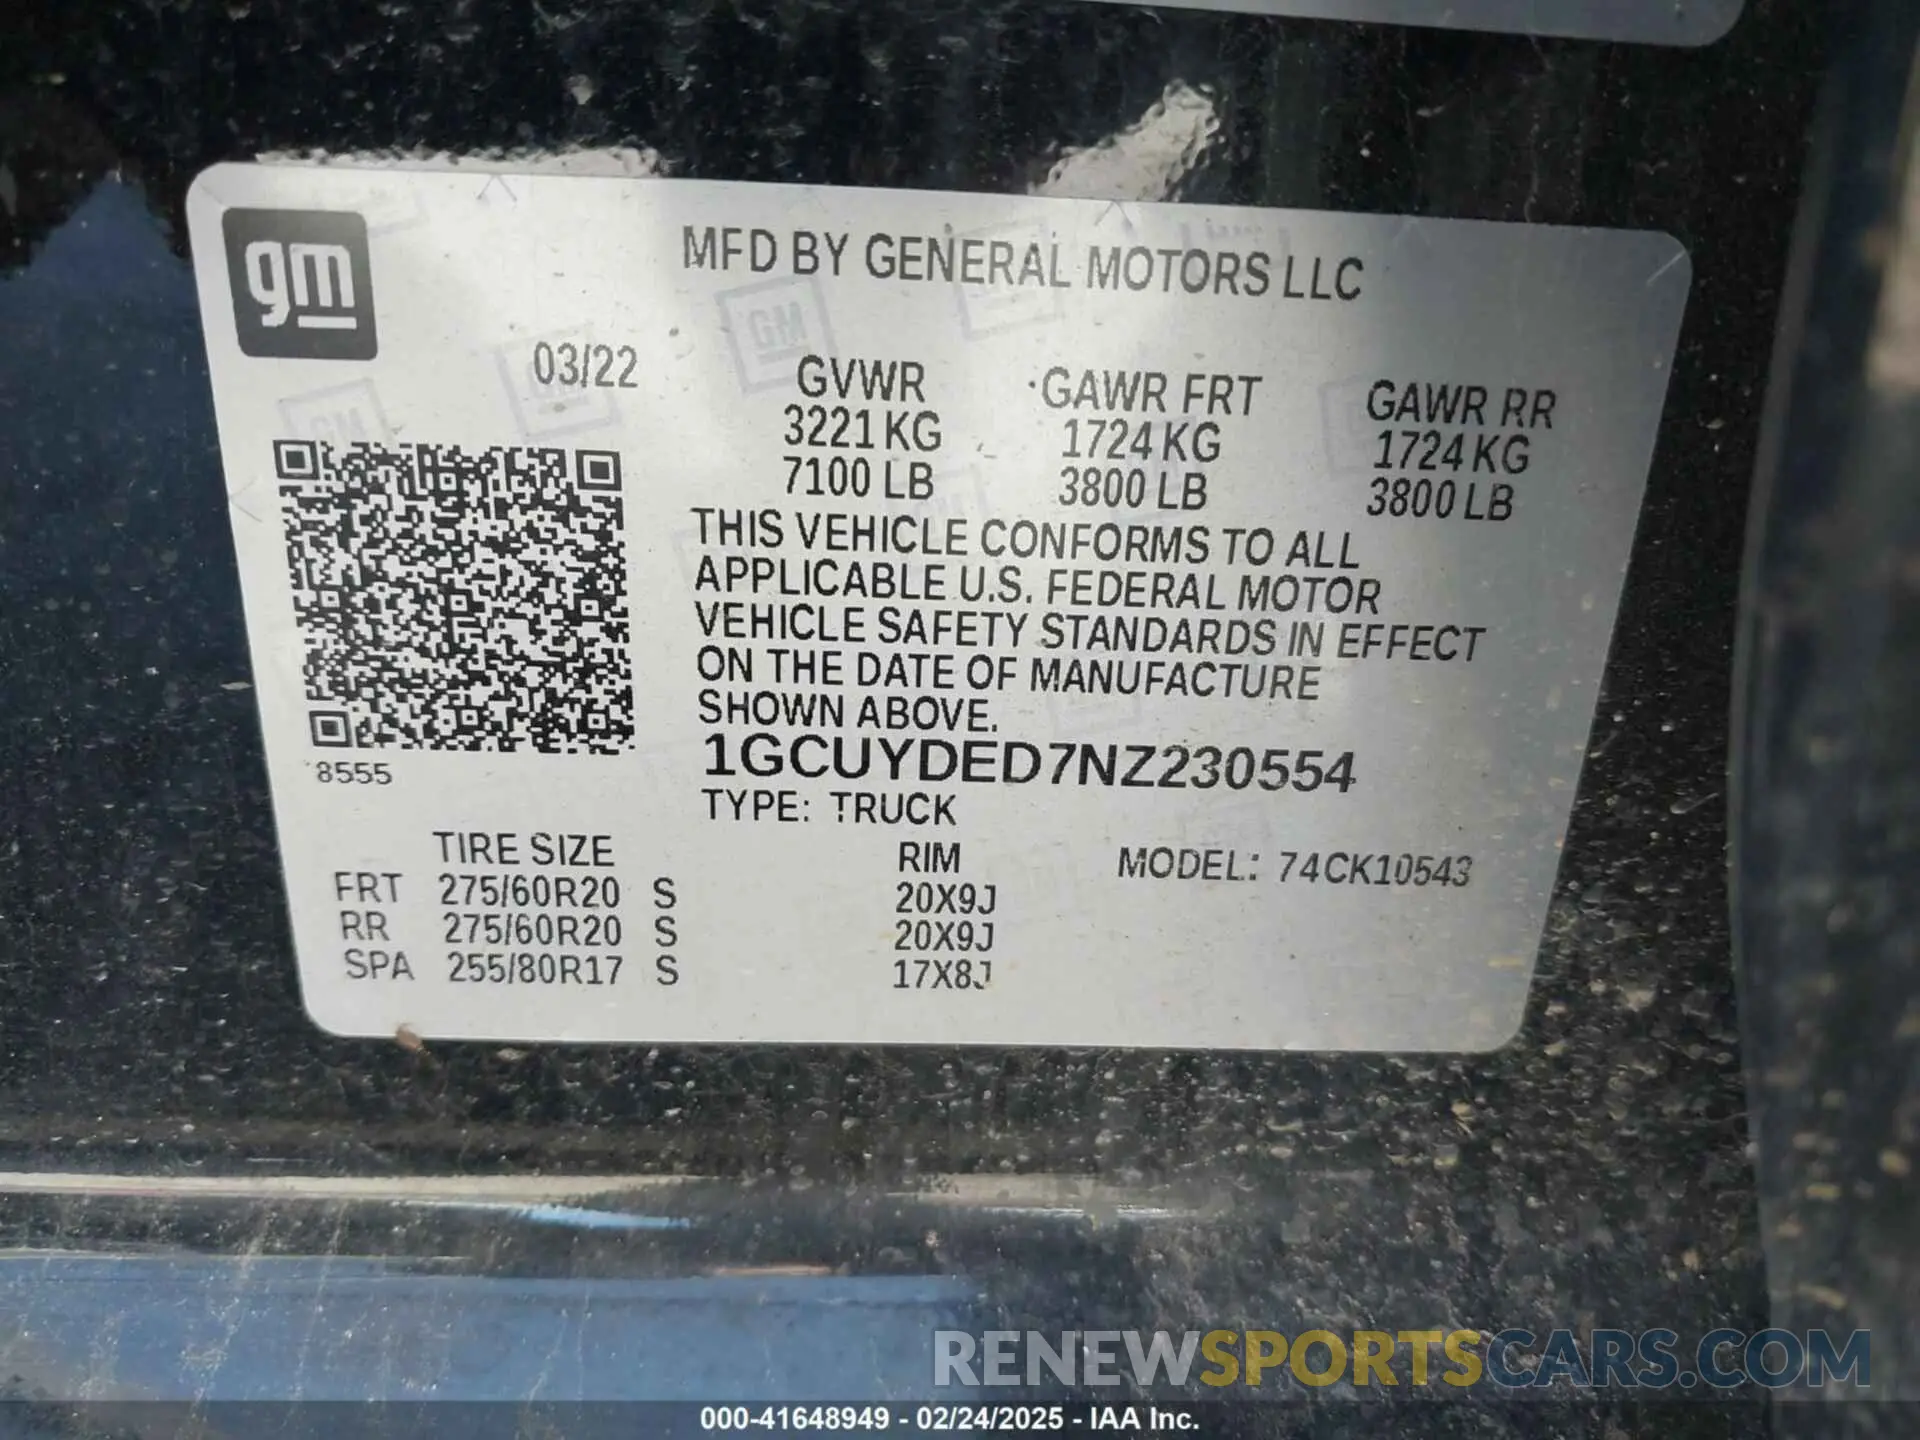 gm
MFD BY GENERAL MOTORS LLC
03/22
GVWR GAWR FRT GAWR RR
3221 KG 1724 KG 1724 KG
7100 LB 3800 LB 3800 LB
THIS VEHICLE CONFORMS TO ALL
APPLICABLE U.S. FEDERAL MOTOR
VEHICLE SAFETY STANDARDS IN EFFECT
ON THE DATE OF MANUFACTURE
SHOWN ABOVE.
1GCUYDED7NZ230554
8555
TYPE: TRUCK
TIRE SIZE RIM MODEL: 74CK10543
FRT 275/60R20 S 20X9J
RR 275/60R20 S 20X9J
SPA 255/80R17 S 17X8J
RENEWSPORTSCARS.COM
000-41648949 - 02/24/2025 - IAA Inc.